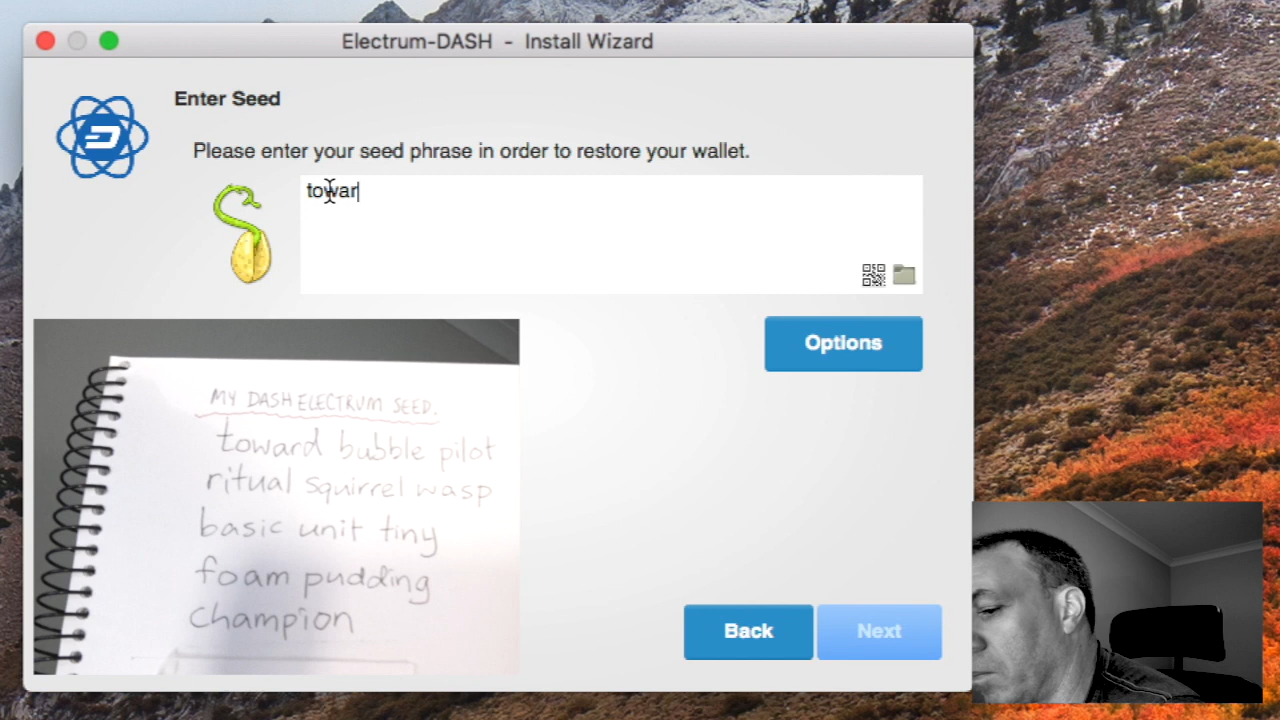 Electrum-DASH - Install Wizard
Enter Seed
Please enter your seed phrase in order to restore your wallet.
towar
Options
MY DASH ELECTRUM SEED.
toward bubble pilot
ritual squirrel wasp
basic unit tiny
foam pudding
champion
Back
Next